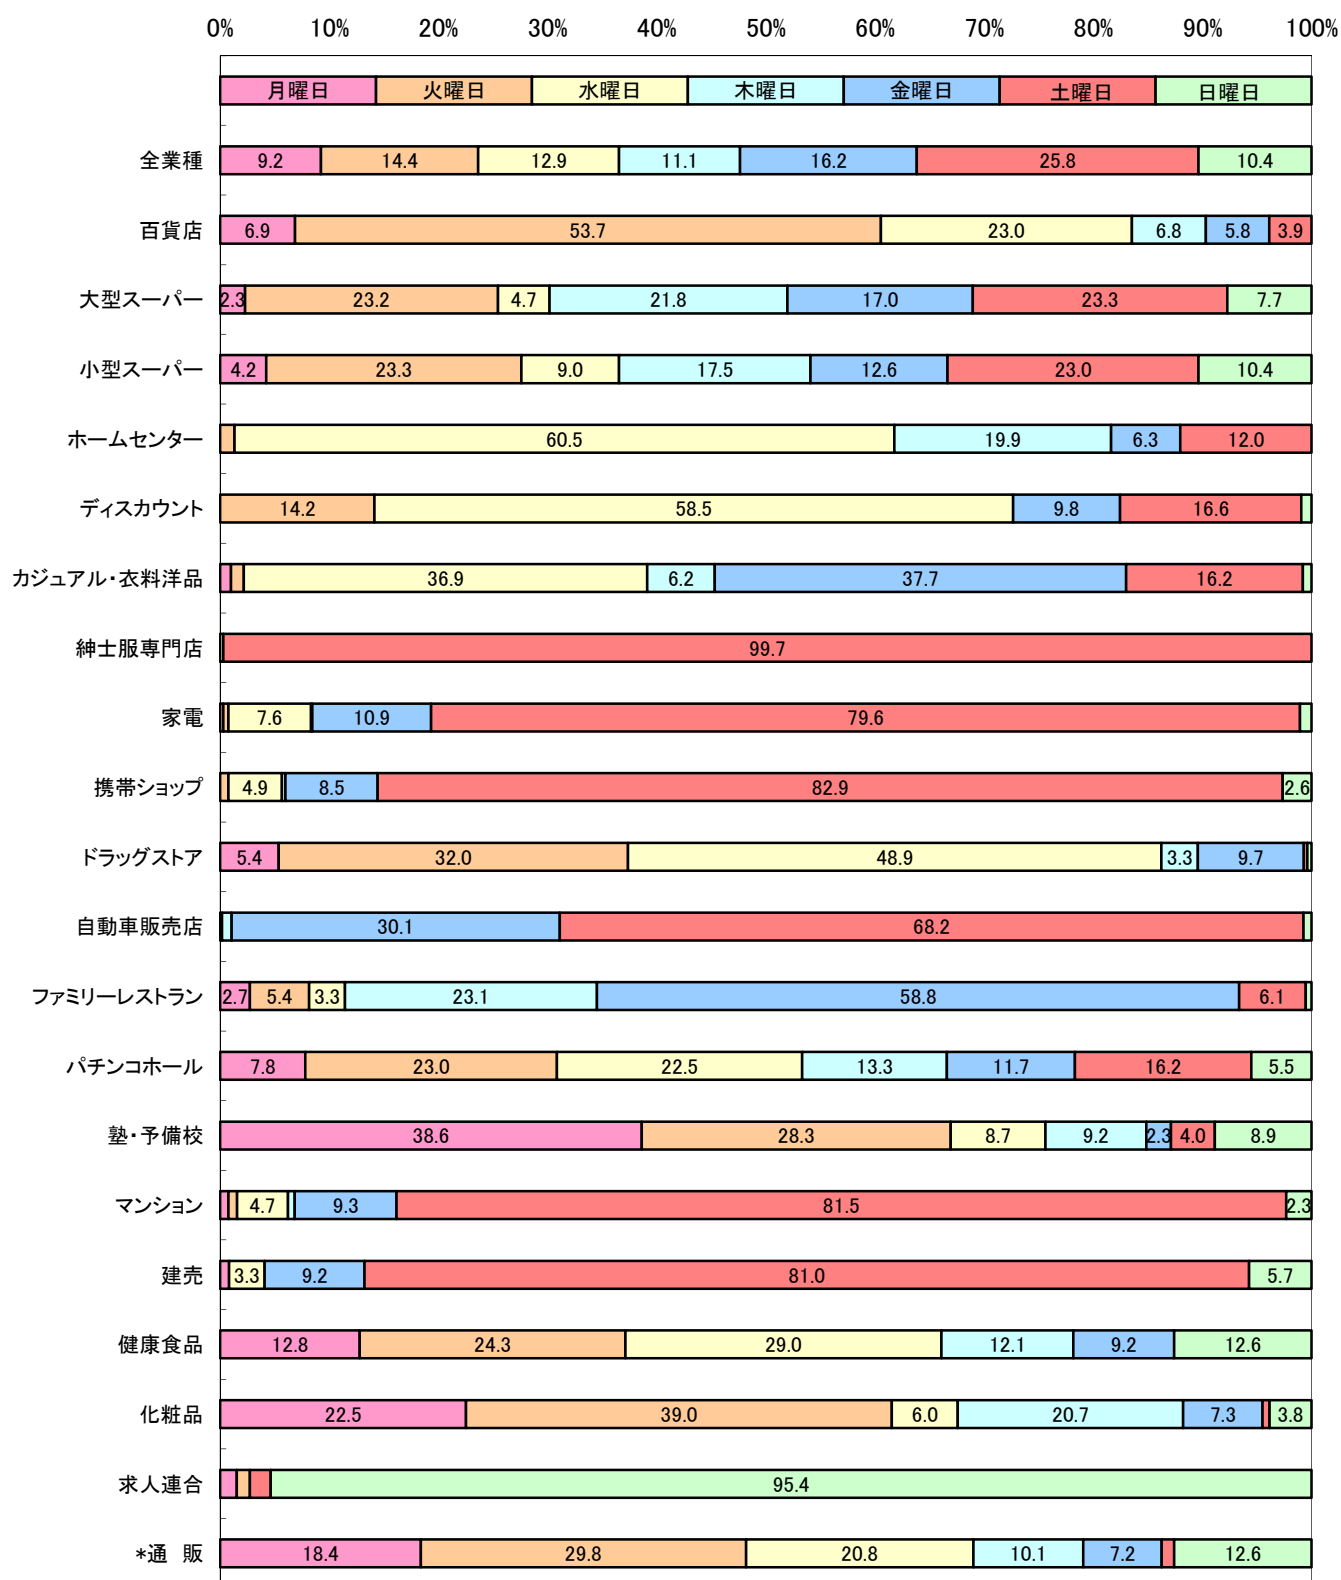 0% 10% 20% 30% 40% 50% 60% 70% 80% 90% 100%
月曜日 火曜日 水曜日 木曜日 金曜日 土曜日 日曜日
全業種 9.2 14.4 12.9 11.1 16.2 25.8 10.4
百貨店 6.9 53.7 23.0 6.8 5.8 3.9
大型スーパー 2.3 23.2 4.7 21.8 17.0 23.3 7.7
小型スーパー 4.2 23.3 9.0 17.5 12.6 23.0 10.4
ホームセンター 60.5 19.9 6.3 12.0
ディスカウント 14.2 58.5 9.8 16.6
カジュアル・衣料洋品 36.9 6.2 37.7 16.2
紳士服専門店 99.7
家電 7.6 10.9 79.6
携帯ショップ 4.9 8.5 82.9 2.6
ドラッグストア 5.4 32.0 48.9 3.3 9.7
自動車販売店 30.1 68.2
ファミリーレストラン 2.7 5.4 3.3 23.1 58.8 6.1
パチンコホール 7.8 23.0 22.5 13.3 11.7 16.2 5.5
塾・予備校 38.6 28.3 8.7 9.2 2.3 4.0 8.9
マンション 4.7 9.3 81.5 2.3
建売 3.3 9.2 81.0 5.7
健康食品 12.8 24.3 29.0 12.1 9.2 12.6
化粧品 22.5 39.0 6.0 20.7 7.3 3.8
求人連合 95.4
*通　販 18.4 29.8 20.8 10.1 7.2 12.6